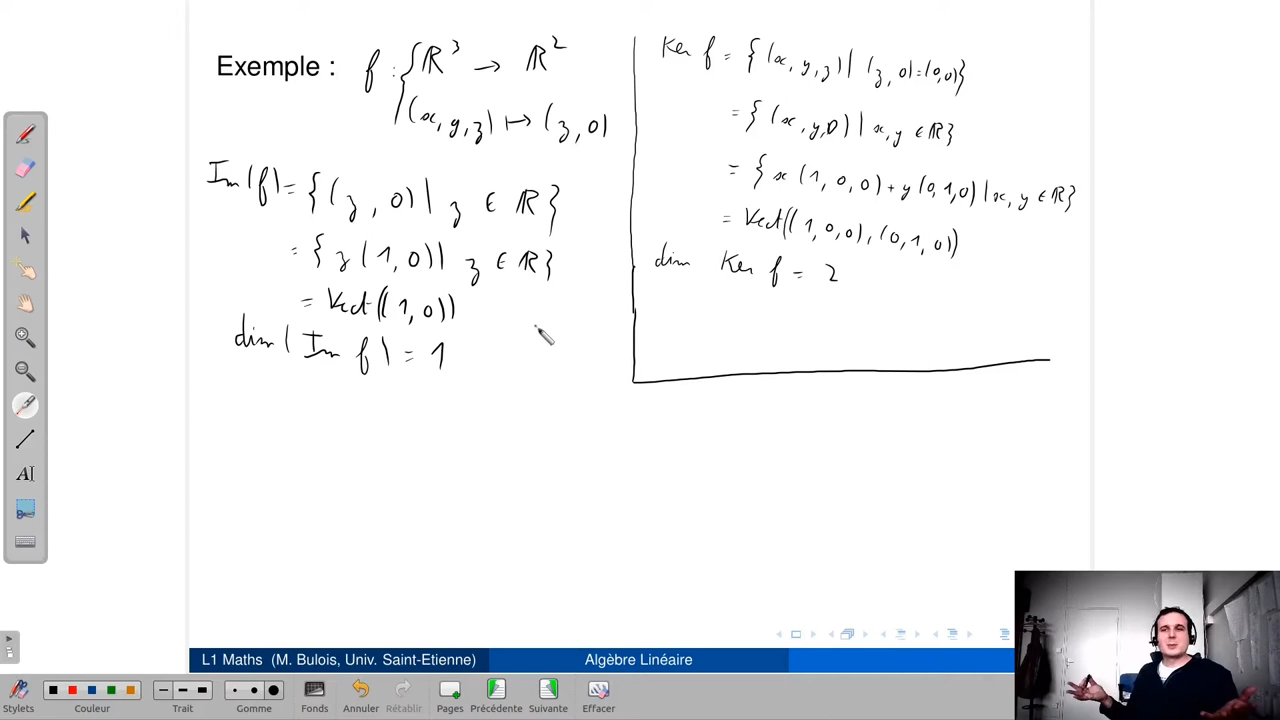 Exemple : f : { ℝ³ → ℝ²
(x, y, z) ↦ (z, 0)
Im(f) = { (z, 0) | z ∈ ℝ }
= { z (1, 0) | z ∈ ℝ }
= Vect((1, 0))
dim( Im f ) = 1
Ker f = { (x, y, z) | (z, 0) = (0,0) }
= { (x, y, 0) | x, y ∈ ℝ }
= { x (1, 0, 0) + y (0, 1, 0) | x, y ∈ ℝ }
= Vect((1, 0, 0), (0, 1, 0))
dim Ker f = 2
L1 Maths (M. Bulois, Univ. Saint-Etienne) Algèbre Linéaire
AI
Stylets Couleur Trait Gomme Fonds Annuler Rétablir Pages Précédente Suivante Effacer